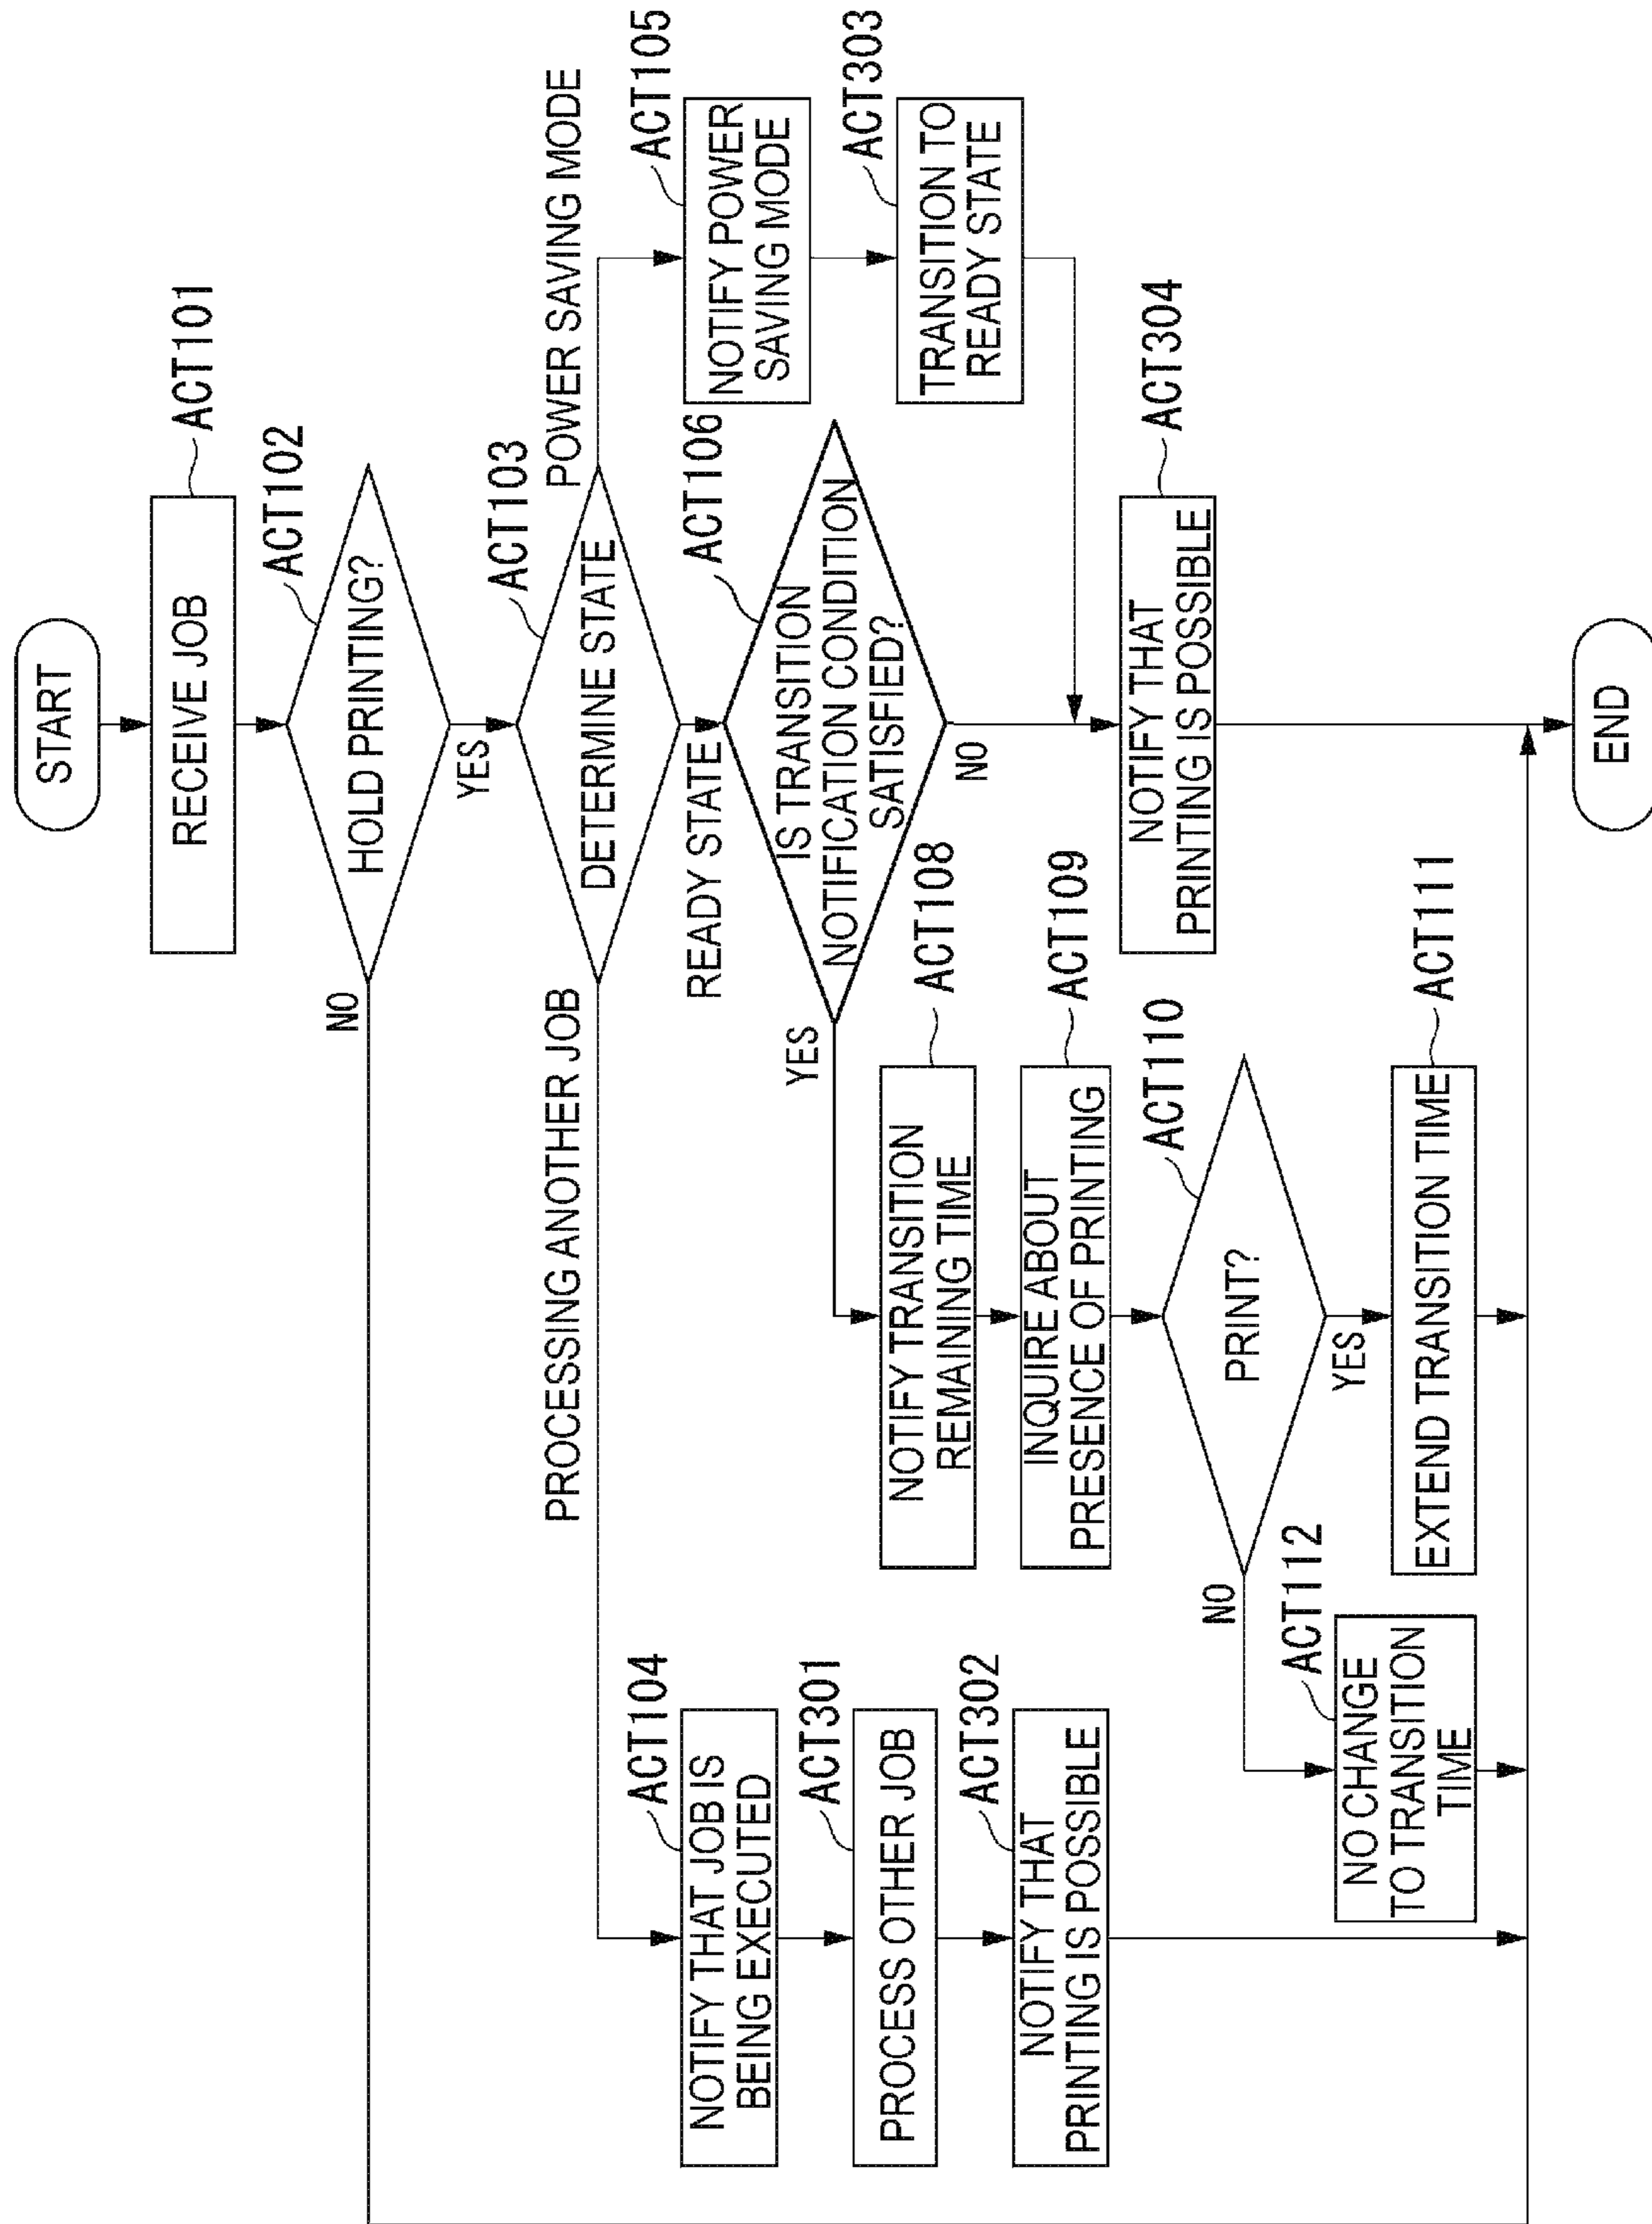 START
RECEIVE JOB
ACT101
HOLD PRINTING?
ACT102
NO
YES
DETERMINE STATE
ACT103
PROCESSING ANOTHER JOB
READY STATE
POWER SAVING MODE
NOTIFY THAT JOB IS
BEING EXECUTED
ACT104
PROCESS OTHER JOB
ACT301
NOTIFY THAT
PRINTING IS POSSIBLE
ACT302
IS TRANSITION
NOTIFICATION CONDITION
SATISFIED?
ACT106
YES
NO
NOTIFY POWER
SAVING MODE
ACT105
TRANSITION TO
READY STATE
ACT303
NOTIFY TRANSITION
REMAINING TIME
ACT108
INQUIRE ABOUT
PRESENCE OF PRINTING
ACT109
PRINT?
ACT110
NO
YES
NO CHANGE
TO TRANSITION
TIME
ACT112
EXTEND TRANSITION TIME
ACT111
NOTIFY THAT
PRINTING IS POSSIBLE
ACT304
END